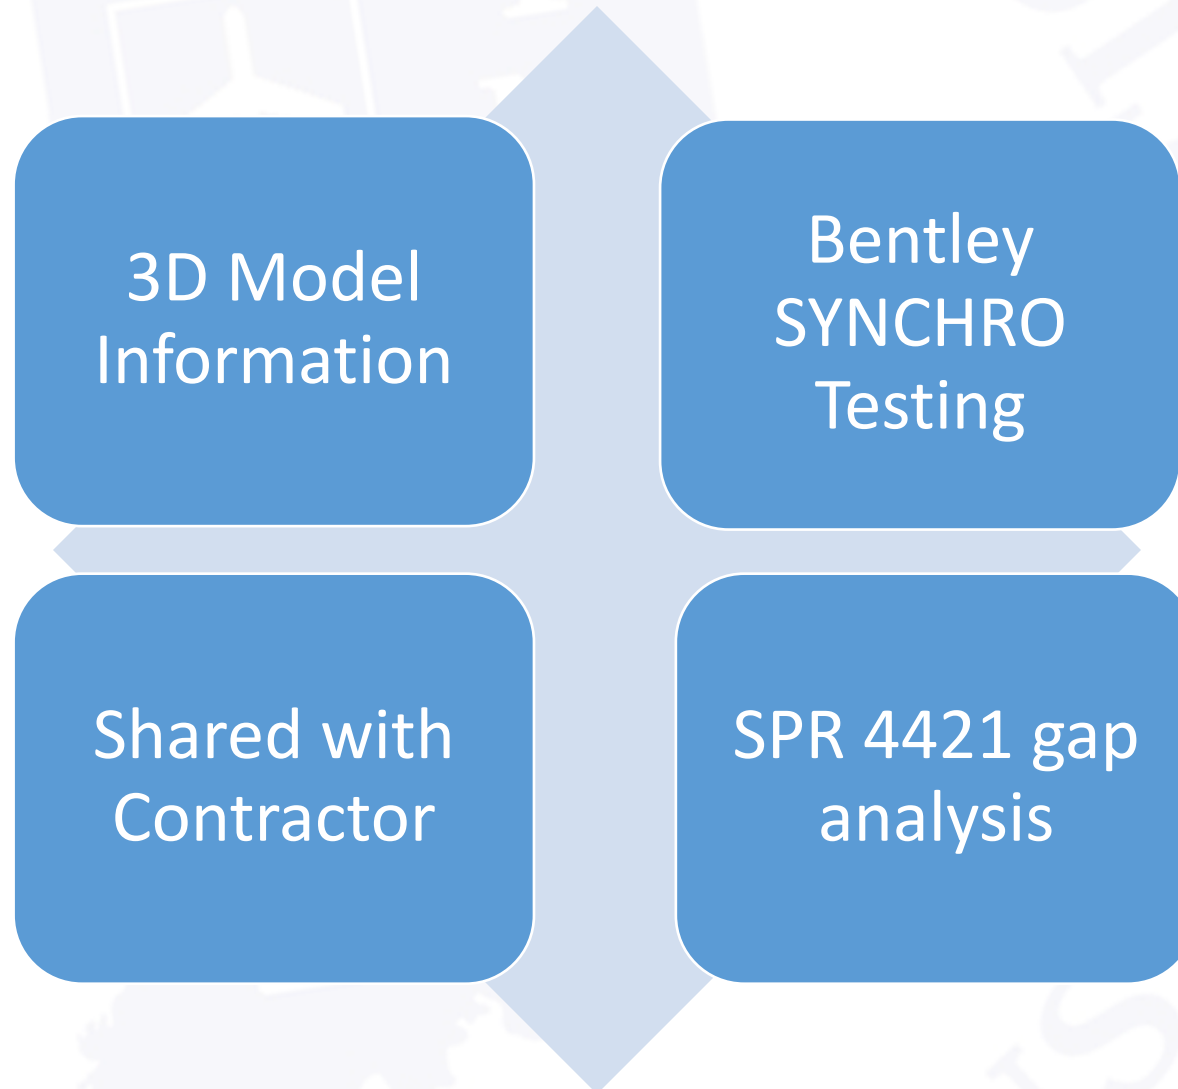 3D Model
Information
Bentley
SYNCHRO
Testing
Shared with
Contractor
SPR 4421 gap
analysis